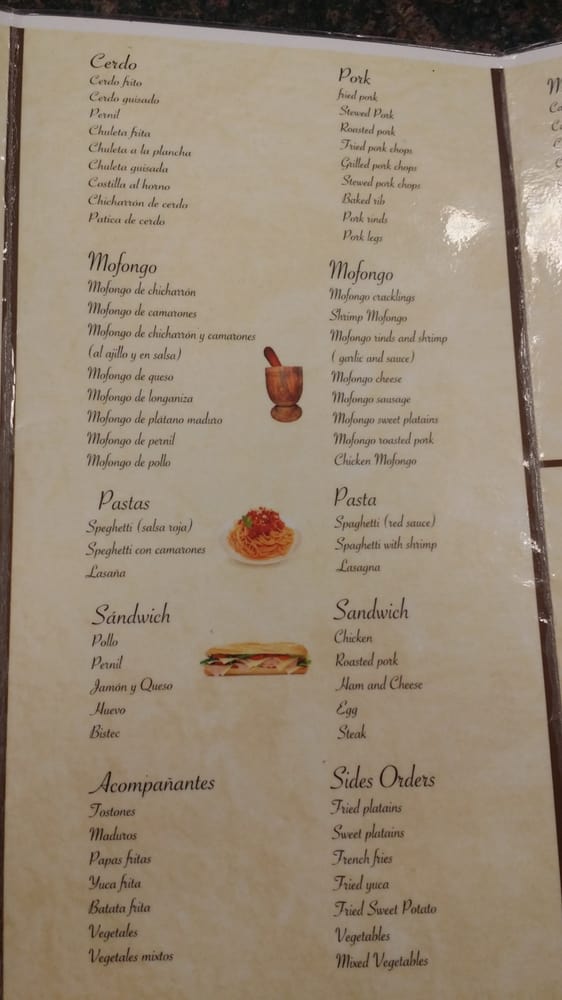 Cerdo
Cerdo frito
Cerdo guisado
Pernil
Chuleta frita
Chuleta a la plancha
Chuleta guisada
Costilla al horno
Chicharrón de cerdo
Patica de cerdo
Mofongo
Mofongo de chicharrón
Mofongo de camarones
Mofongo de chicharrón y camarones
(al ajillo y en salsa)
Mofongo de queso
Mofongo de longaniza
Mofongo de plátano maduro
Mofongo de pernil
Mofongo de pollo
Pastas
Speghetti (salsa roja)
Speghetti con camarones
Lasaña
Sándwich
Pollo
Pernil
Jamón y Queso
Huevo
Bistec
Acompañantes
Tostones
Maduros
Papas fritas
Yuca frita
Batata frita
Vegetales
Vegetales mixtos
Pork
fried pork
Stewed Pork
Roasted pork
Fried pork chops
Grilled pork chops
Stewed pork chops
Baked rib
Pork rinds
Pork legs
Mofongo
Mofongo cracklings
Shrimp Mofongo
Mofongo rinds and shrimp
( garlic and sauce)
Mofongo cheese
Mofongo sausage
Mofongo sweet platains
Mofongo roasted pork
Chicken Mofongo
Pasta
Spaghetti (red sauce)
Spaghetti with shrimp
Lasagna
Sandwich
Chicken
Roasted pork
Ham and Cheese
Egg
Steak
Sides Orders
Fried platains
Sweet platains
French fries
Fried yuca
Fried Sweet Potato
Vegetables
Mixed Vegetables